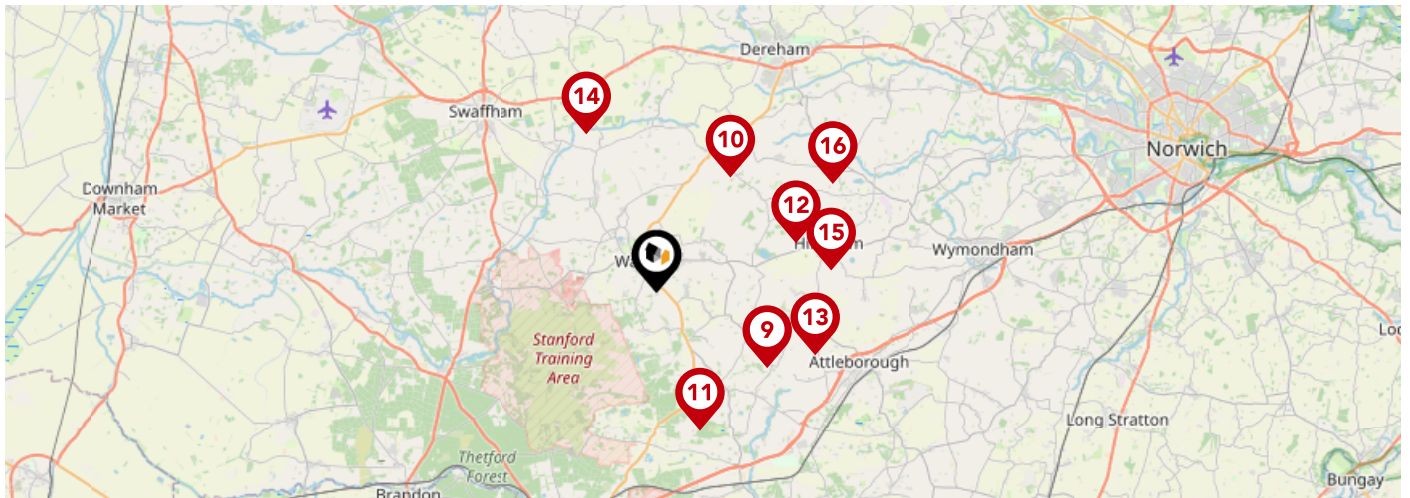 Dereham
14
Swaffham
10
16
Norwich
Downham
Market
12
15
Wymondham
Stanford
Training
Area
9
13
Attleborough
11
Long Stratton
Thetford
Forest
Bungay
Brandon